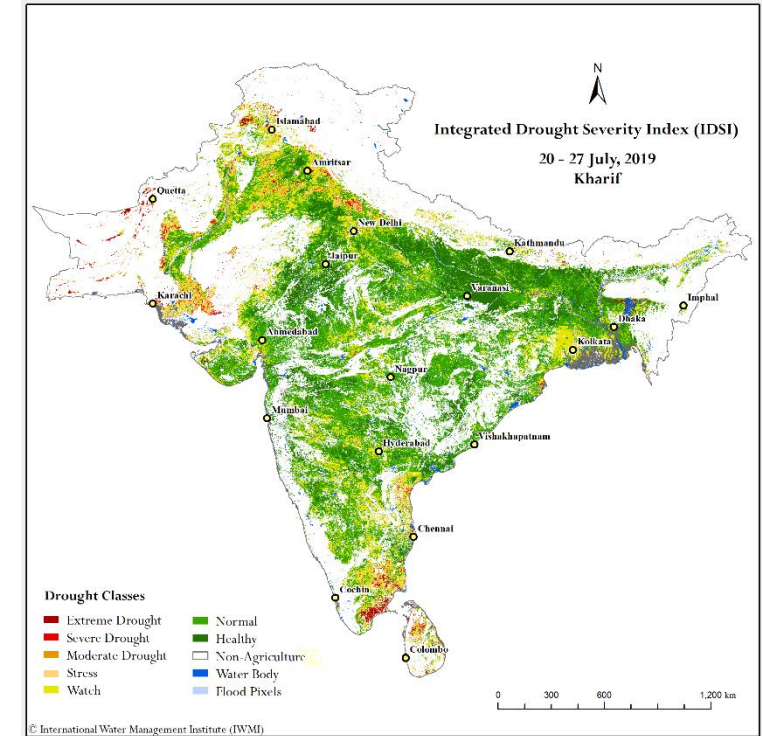 N
Integrated Drought Severity Index (IDSI)
20 - 27 July, 2019
Kharif
Islamabad
Amritsar
Quetta
New Delhi
Kathmandu
Jaipur
Varanasi
Karachi
Imphal
Dhaka
Ahmedabad
Kolkata
Nagpur
Mumbai
Hyderabad
Vishakhapatnam
Chennai
Cochin
Colombo
Drought Classes
Extreme Drought
Severe Drought
Moderate Drought
Stress
Watch
Normal
Healthy
Non-Agriculture
Water Body
Flood Pixels
0 300 600 1,200 km
© International Water Management Institute (IWMI)